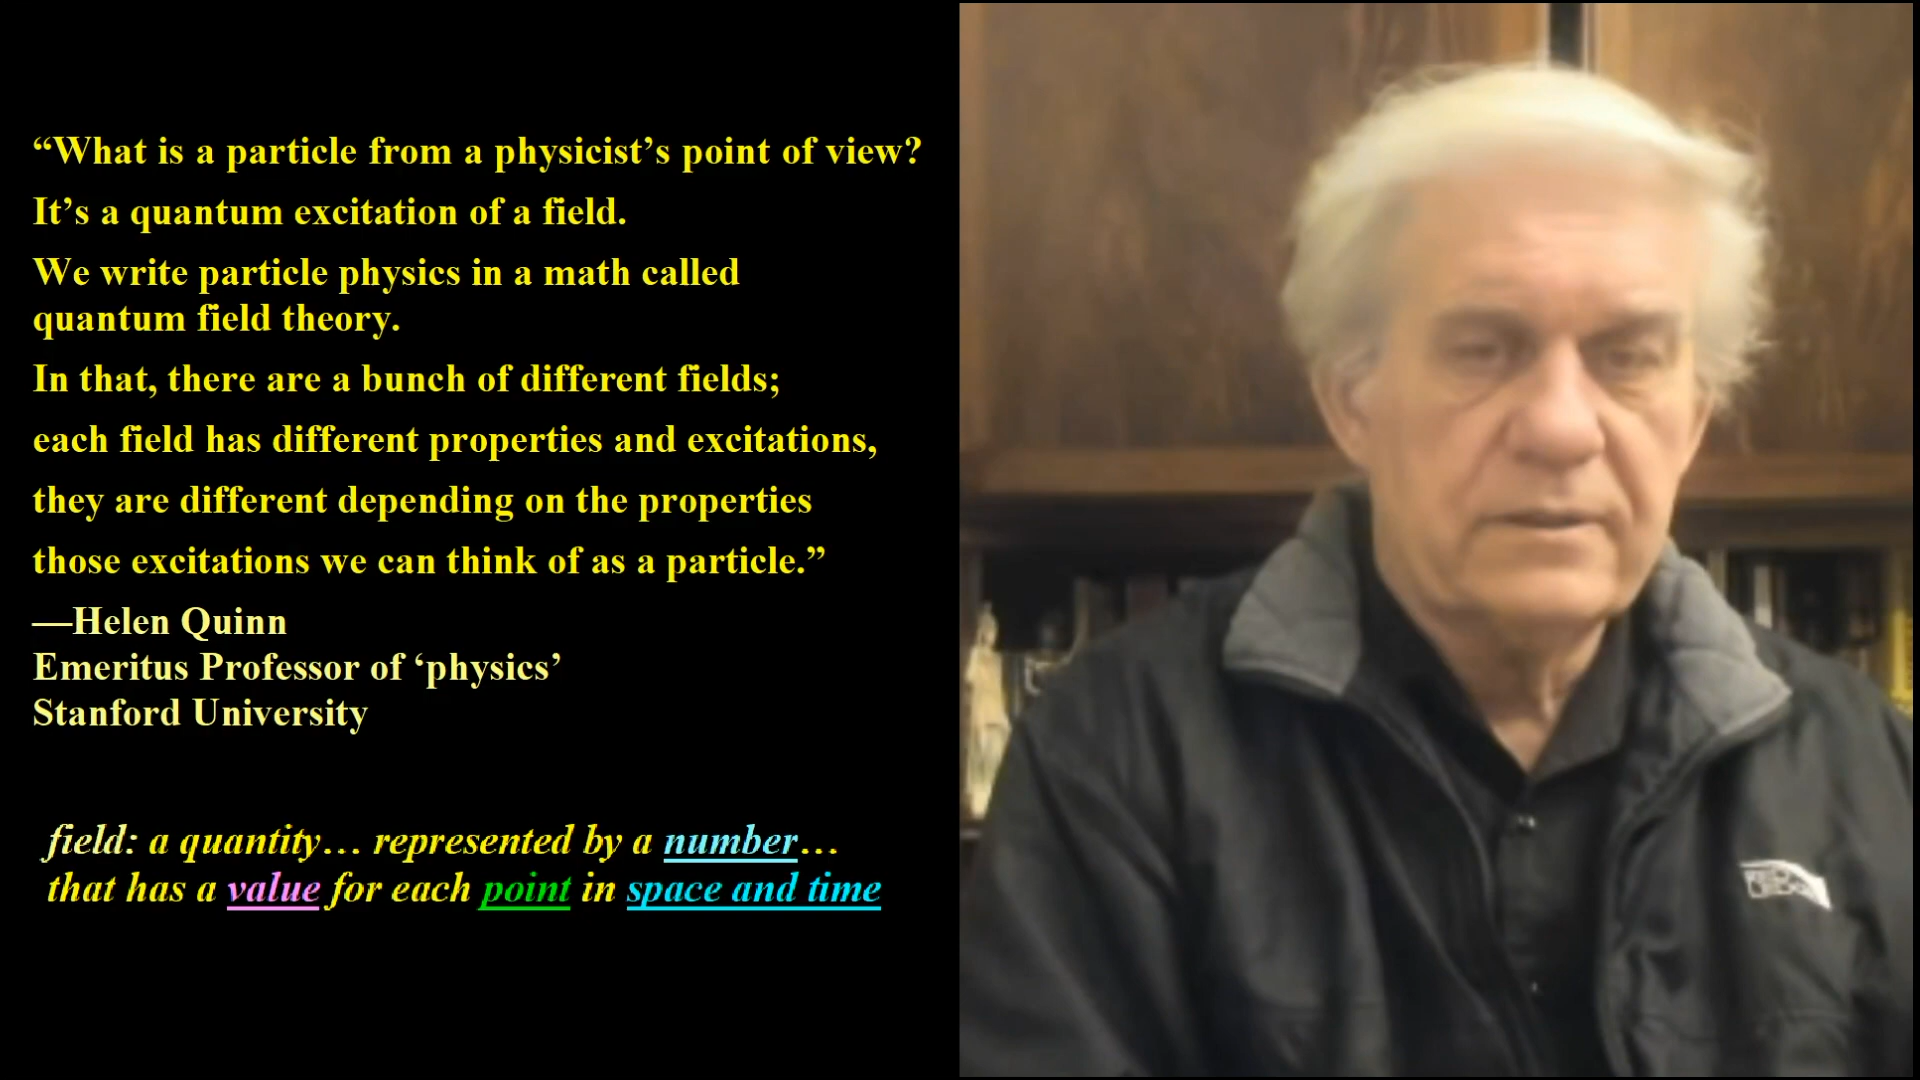 “What is a particle from a physicist’s point of view?
It’s a quantum excitation of a field.
We write particle physics in a math called
quantum field theory.
In that, there are a bunch of different fields;
each field has different properties and excitations,
they are different depending on the properties
those excitations we can think of as a particle.”
—Helen Quinn
Emeritus Professor of ‘physics’
Stanford University
field: a quantity… represented by a number…
that has a value for each point in space and time